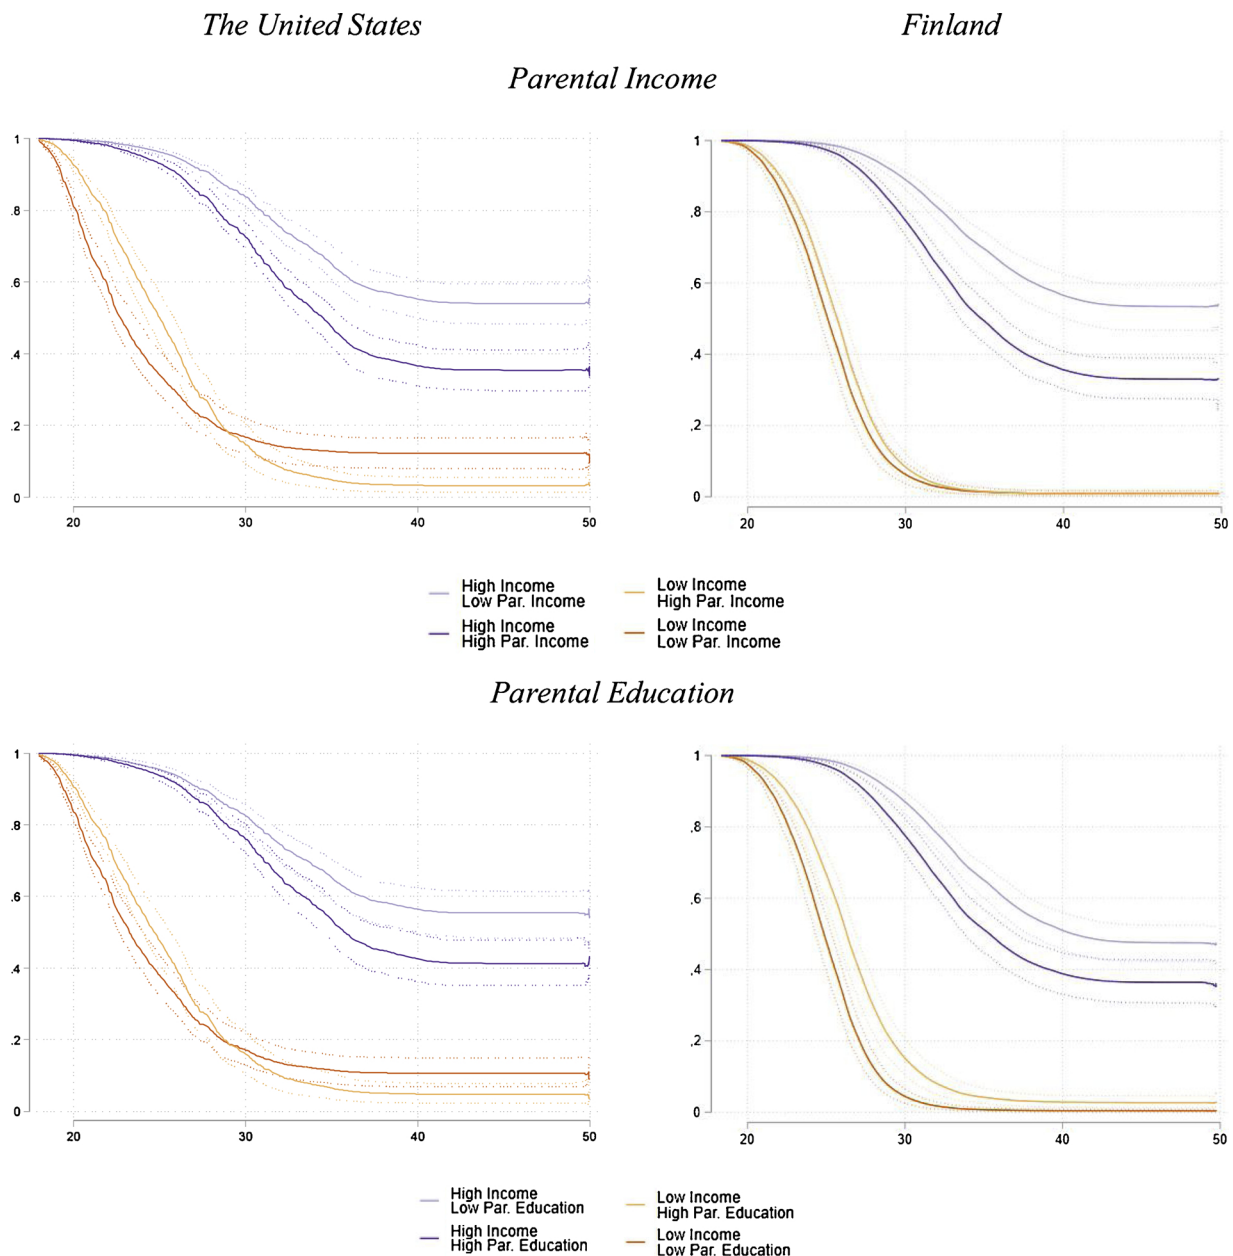 The United States
Finland
Parental Income
1
.8
.6
.4
.2
0
20 30 40 50
1
.8
.6
.4
.2
0
20 30 40 50
High Income
Low Par. Income
Low Income
High Par. Income
High Income
High Par. Income
Low Income
Low Par. Income
Parental Education
1
.8
.6
.4
.2
0
20 30 40 50
1
.8
.6
.4
.2
0
20 30 40 50
High Income
Low Par. Education
Low Income
High Par. Education
High Income
High Par. Education
Low Income
Low Par. Education